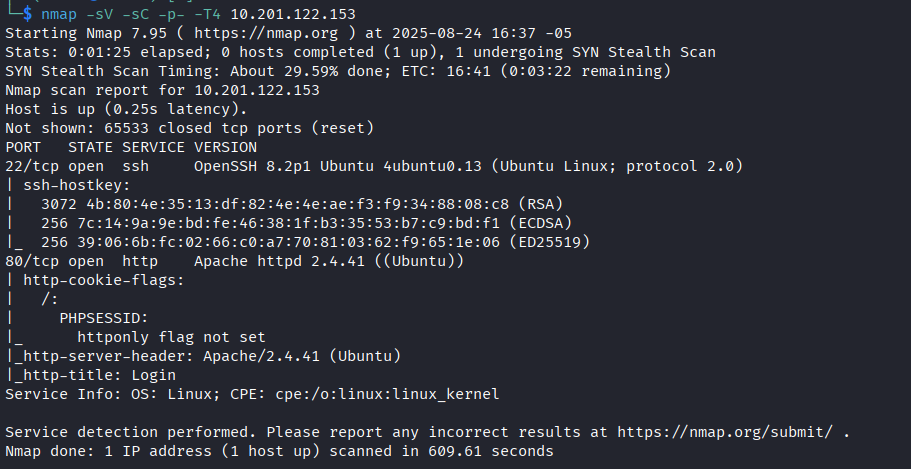 └─$ nmap -sV -sC -p- -T4 10.201.122.153
Starting Nmap 7.95 ( https://nmap.org ) at 2025-08-24 16:37 -05
Stats: 0:01:25 elapsed; 0 hosts completed (1 up), 1 undergoing SYN Stealth Scan
SYN Stealth Scan Timing: About 29.59% done; ETC: 16:41 (0:03:22 remaining)
Nmap scan report for 10.201.122.153
Host is up (0.25s latency).
Not shown: 65533 closed tcp ports (reset)
PORT   STATE SERVICE VERSION
22/tcp open  ssh     OpenSSH 8.2p1 Ubuntu 4ubuntu0.13 (Ubuntu Linux; protocol 2.0)
| ssh-hostkey:
|   3072 4b:80:4e:35:13:df:82:4e:4e:ae:f3:f9:34:88:08:c8 (RSA)
|   256 7c:14:9a:9e:bd:fe:46:38:1f:b3:35:53:b7:c9:bd:f1 (ECDSA)
|_  256 39:06:6b:fc:02:66:c0:a7:70:81:03:62:f9:65:1e:06 (ED25519)
80/tcp open  http    Apache httpd 2.4.41 ((Ubuntu))
| http-cookie-flags:
|   /:
|     PHPSESSID:
|_      httponly flag not set
|_http-server-header: Apache/2.4.41 (Ubuntu)
|_http-title: Login
Service Info: OS: Linux; CPE: cpe:/o:linux:linux_kernel

Service detection performed. Please report any incorrect results at https://nmap.org/submit/ .
Nmap done: 1 IP address (1 host up) scanned in 609.61 seconds